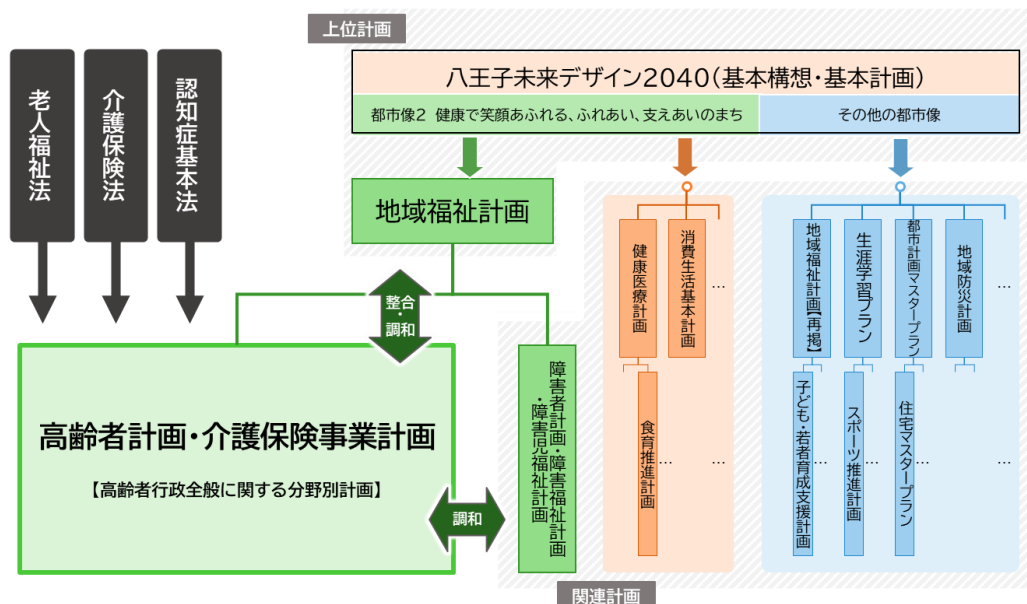 上位計画
八王子未来デザイン2040(基本構想・基本計画)
都市像2 健康で笑顔あふれる、ふれあい、支えあいのまち
その他の都市像
老人福祉法
介護保険法
認知症基本法
地域福祉計画
整合
・
調和
高齢者計画・介護保険事業計画
【高齢者行政全般に関する分野別計画】
調和
障害者計画・障害福祉計画
・障害児福祉計画
健康医療計画
消費生活基本計画
…
食育推進計画
…
…
地域福祉計画【再掲】
生涯学習プラン
都市計画マスタープラン
地域防災計画
…
子ども・若者育成支援計画
…
スポーツ推進計画
…
住宅マスタープラン
…
関連計画